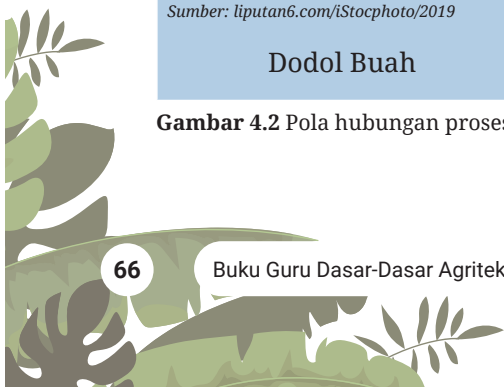 Sumber: liputan6.com/iStocphoto/2019
Dodol Buah
Gambar 4.2 Pola hubungan proses
66 Buku Guru Dasar-Dasar Agritek